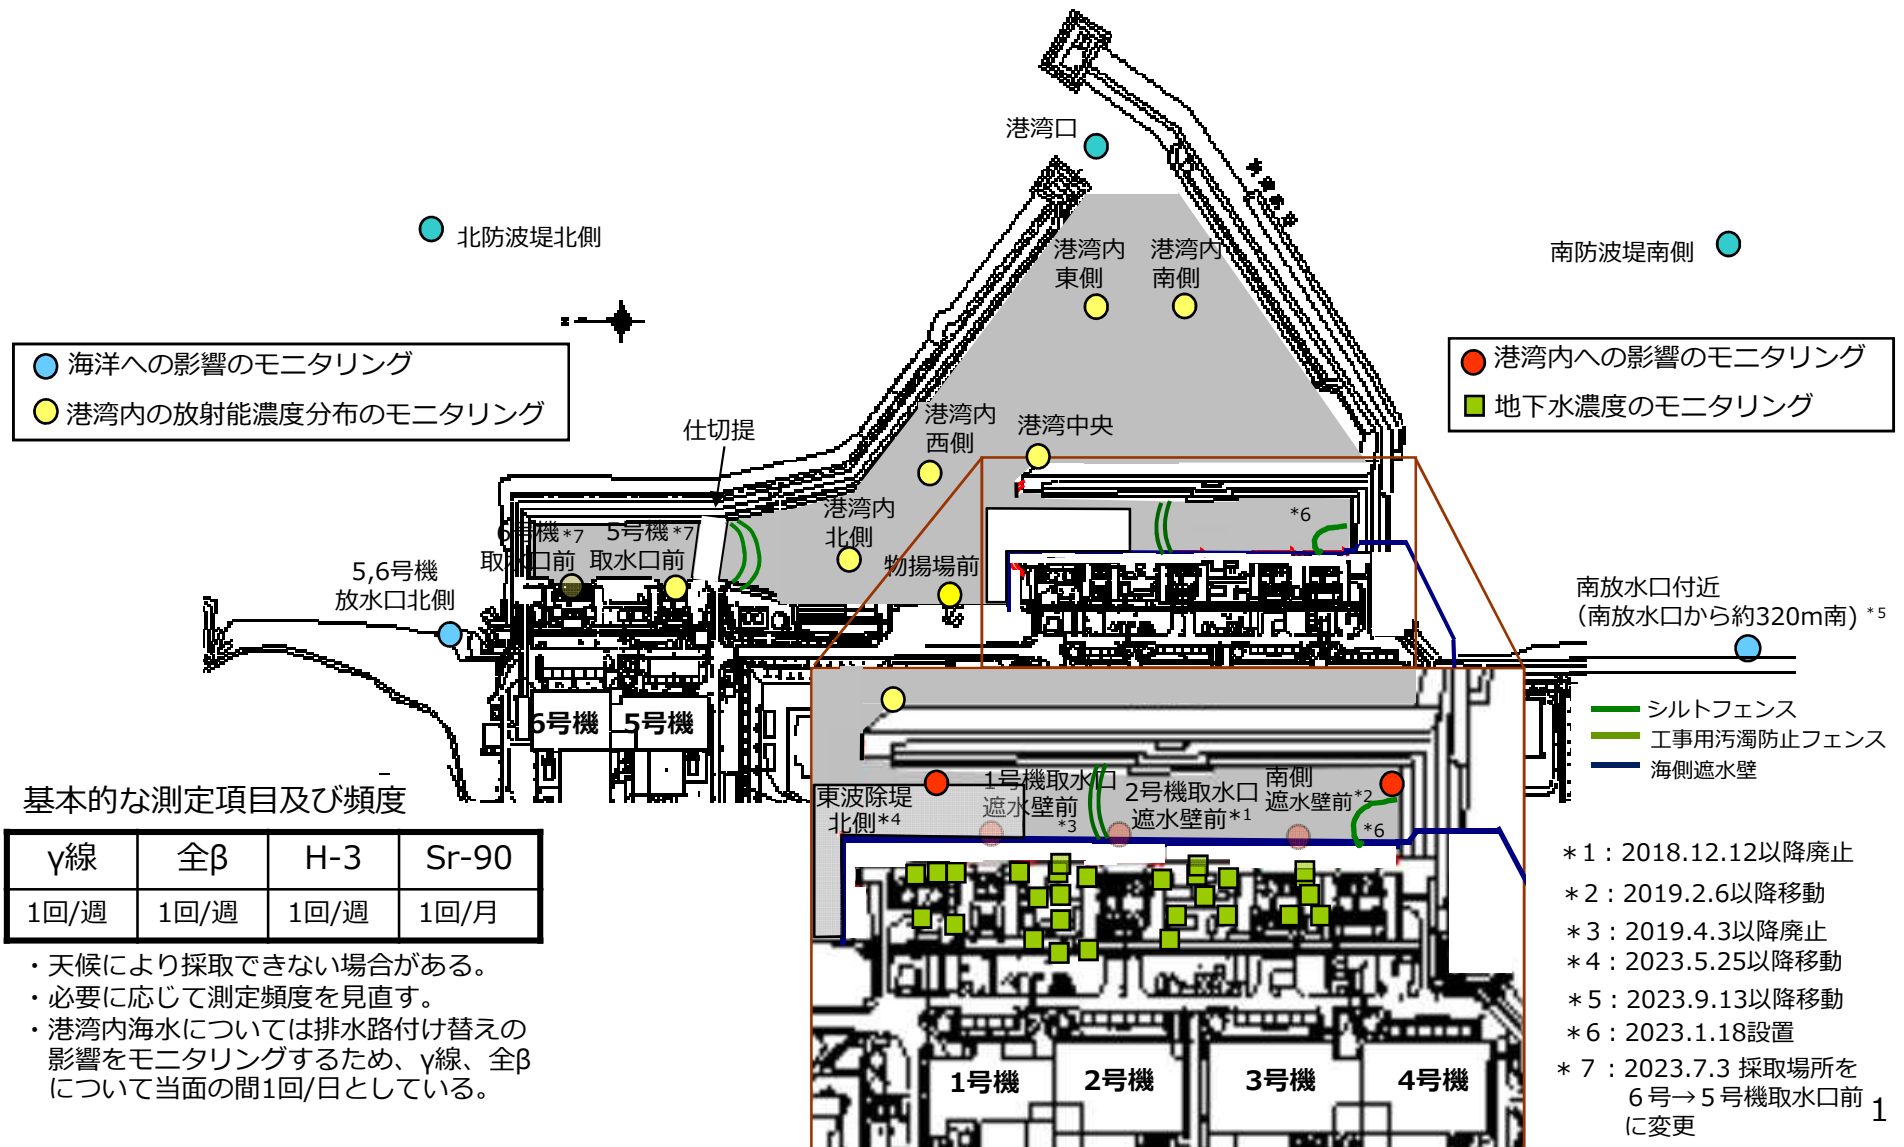 港湾口
北防波堤北側
港湾内
東側
港湾内
南側
南防波堤南側
海洋への影響のモニタリング
港湾内の放射能濃度分布のモニタリング
港湾内への影響のモニタリング
地下水濃度のモニタリング
仕切提
港湾内
西側
港湾中央
港湾内
北側
物揚場前
6号機*7
取水口前
5号機*7
取水口前
5,6号機
放水口北側
*6
南放水口付近
(南放水口から約320m南) *5
6号機
5号機
シルトフェンス
工事用汚濁防止フェンス
海側遮水壁
東波除堤
北側*4
1号機取水口
遮水壁前
*3
2号機取水口
遮水壁前*1
南側
遮水壁前*2
*6
1号機
2号機
3号機
4号機
基本的な測定項目及び頻度
γ線 全β H-3 Sr-90
1回/週 1回/週 1回/週 1回/月
・天候により採取できない場合がある。
・必要に応じて測定頻度を見直す。
・港湾内海水については排水路付け替えの
影響をモニタリングするため、γ線、全β
について当面の間1回/日としている。
＊1：2018.12.12以降廃止
＊2：2019.2.6以降移動
＊3：2019.4.3以降廃止
＊4：2023.5.25以降移動
＊5：2023.9.13以降移動
＊6：2023.1.18設置
＊７：2023.7.3 採取場所を
６号→５号機取水口前
に変更
1